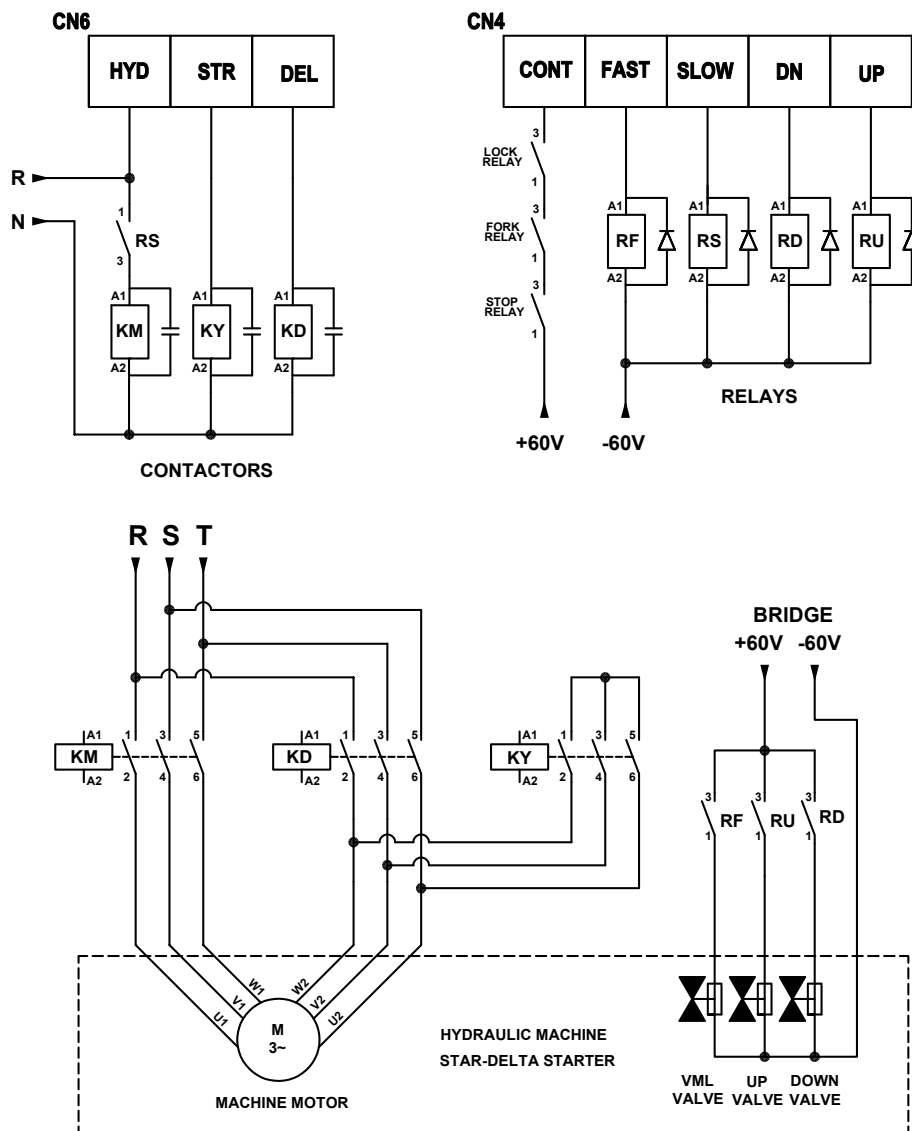 CN6
HYD STR DEL
R
N
1
RS
3
A1 A1 A1
KM KY KD
A2 A2 A2
CONTACTORS
CN4
CONT FAST SLOW DN UP
3
LOCK
RELAY
1
3
FORK
RELAY
1
3
STOP
RELAY
1
A1 A1 A1 A1
RF RS RD RU
A2 A2 A2 A2
RELAYS
+60V -60V
R S T
A1 1 3 5
KM
A2 2 4 6
A1 1 3 5
KD
A2 2 4 6
A1 1 3 5
KY
A2 2 4 6
BRIDGE
+60V -60V
3 3 3
RF RU RD
1 1 1
U1 V1 W1 W2 V2 U2
M
3~
MACHINE MOTOR
HYDRAULIC MACHINE
STAR-DELTA STARTER
VML
VALVE
UP
VALVE
DOWN
VALVE